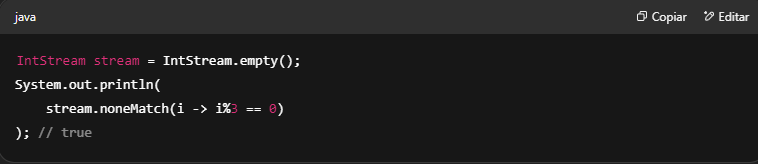 java Copiar Editar
IntStream stream = IntStream.empty();
System.out.println(
    stream.noneMatch(i -> i%3 == 0)
); // true